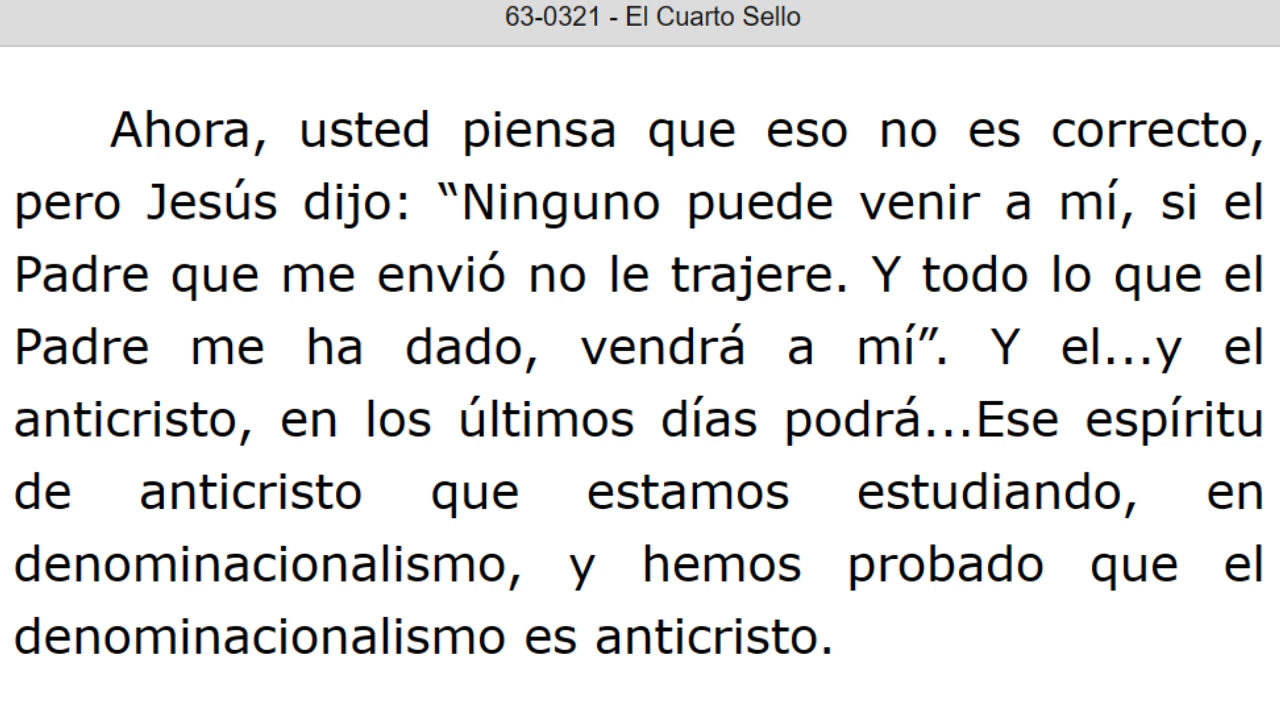 63-0321 - El Cuarto Sello
Ahora, usted piensa que eso no es correcto,
pero Jesús dijo: “Ninguno puede venir a mí, si el
Padre que me envió no le trajere. Y todo lo que el
Padre me ha dado, vendrá a mí”. Y el...y el
anticristo, en los últimos días podrá...Ese espíritu
de anticristo que estamos estudiando, en
denominacionalismo, y hemos probado que el
denominacionalismo es anticristo.